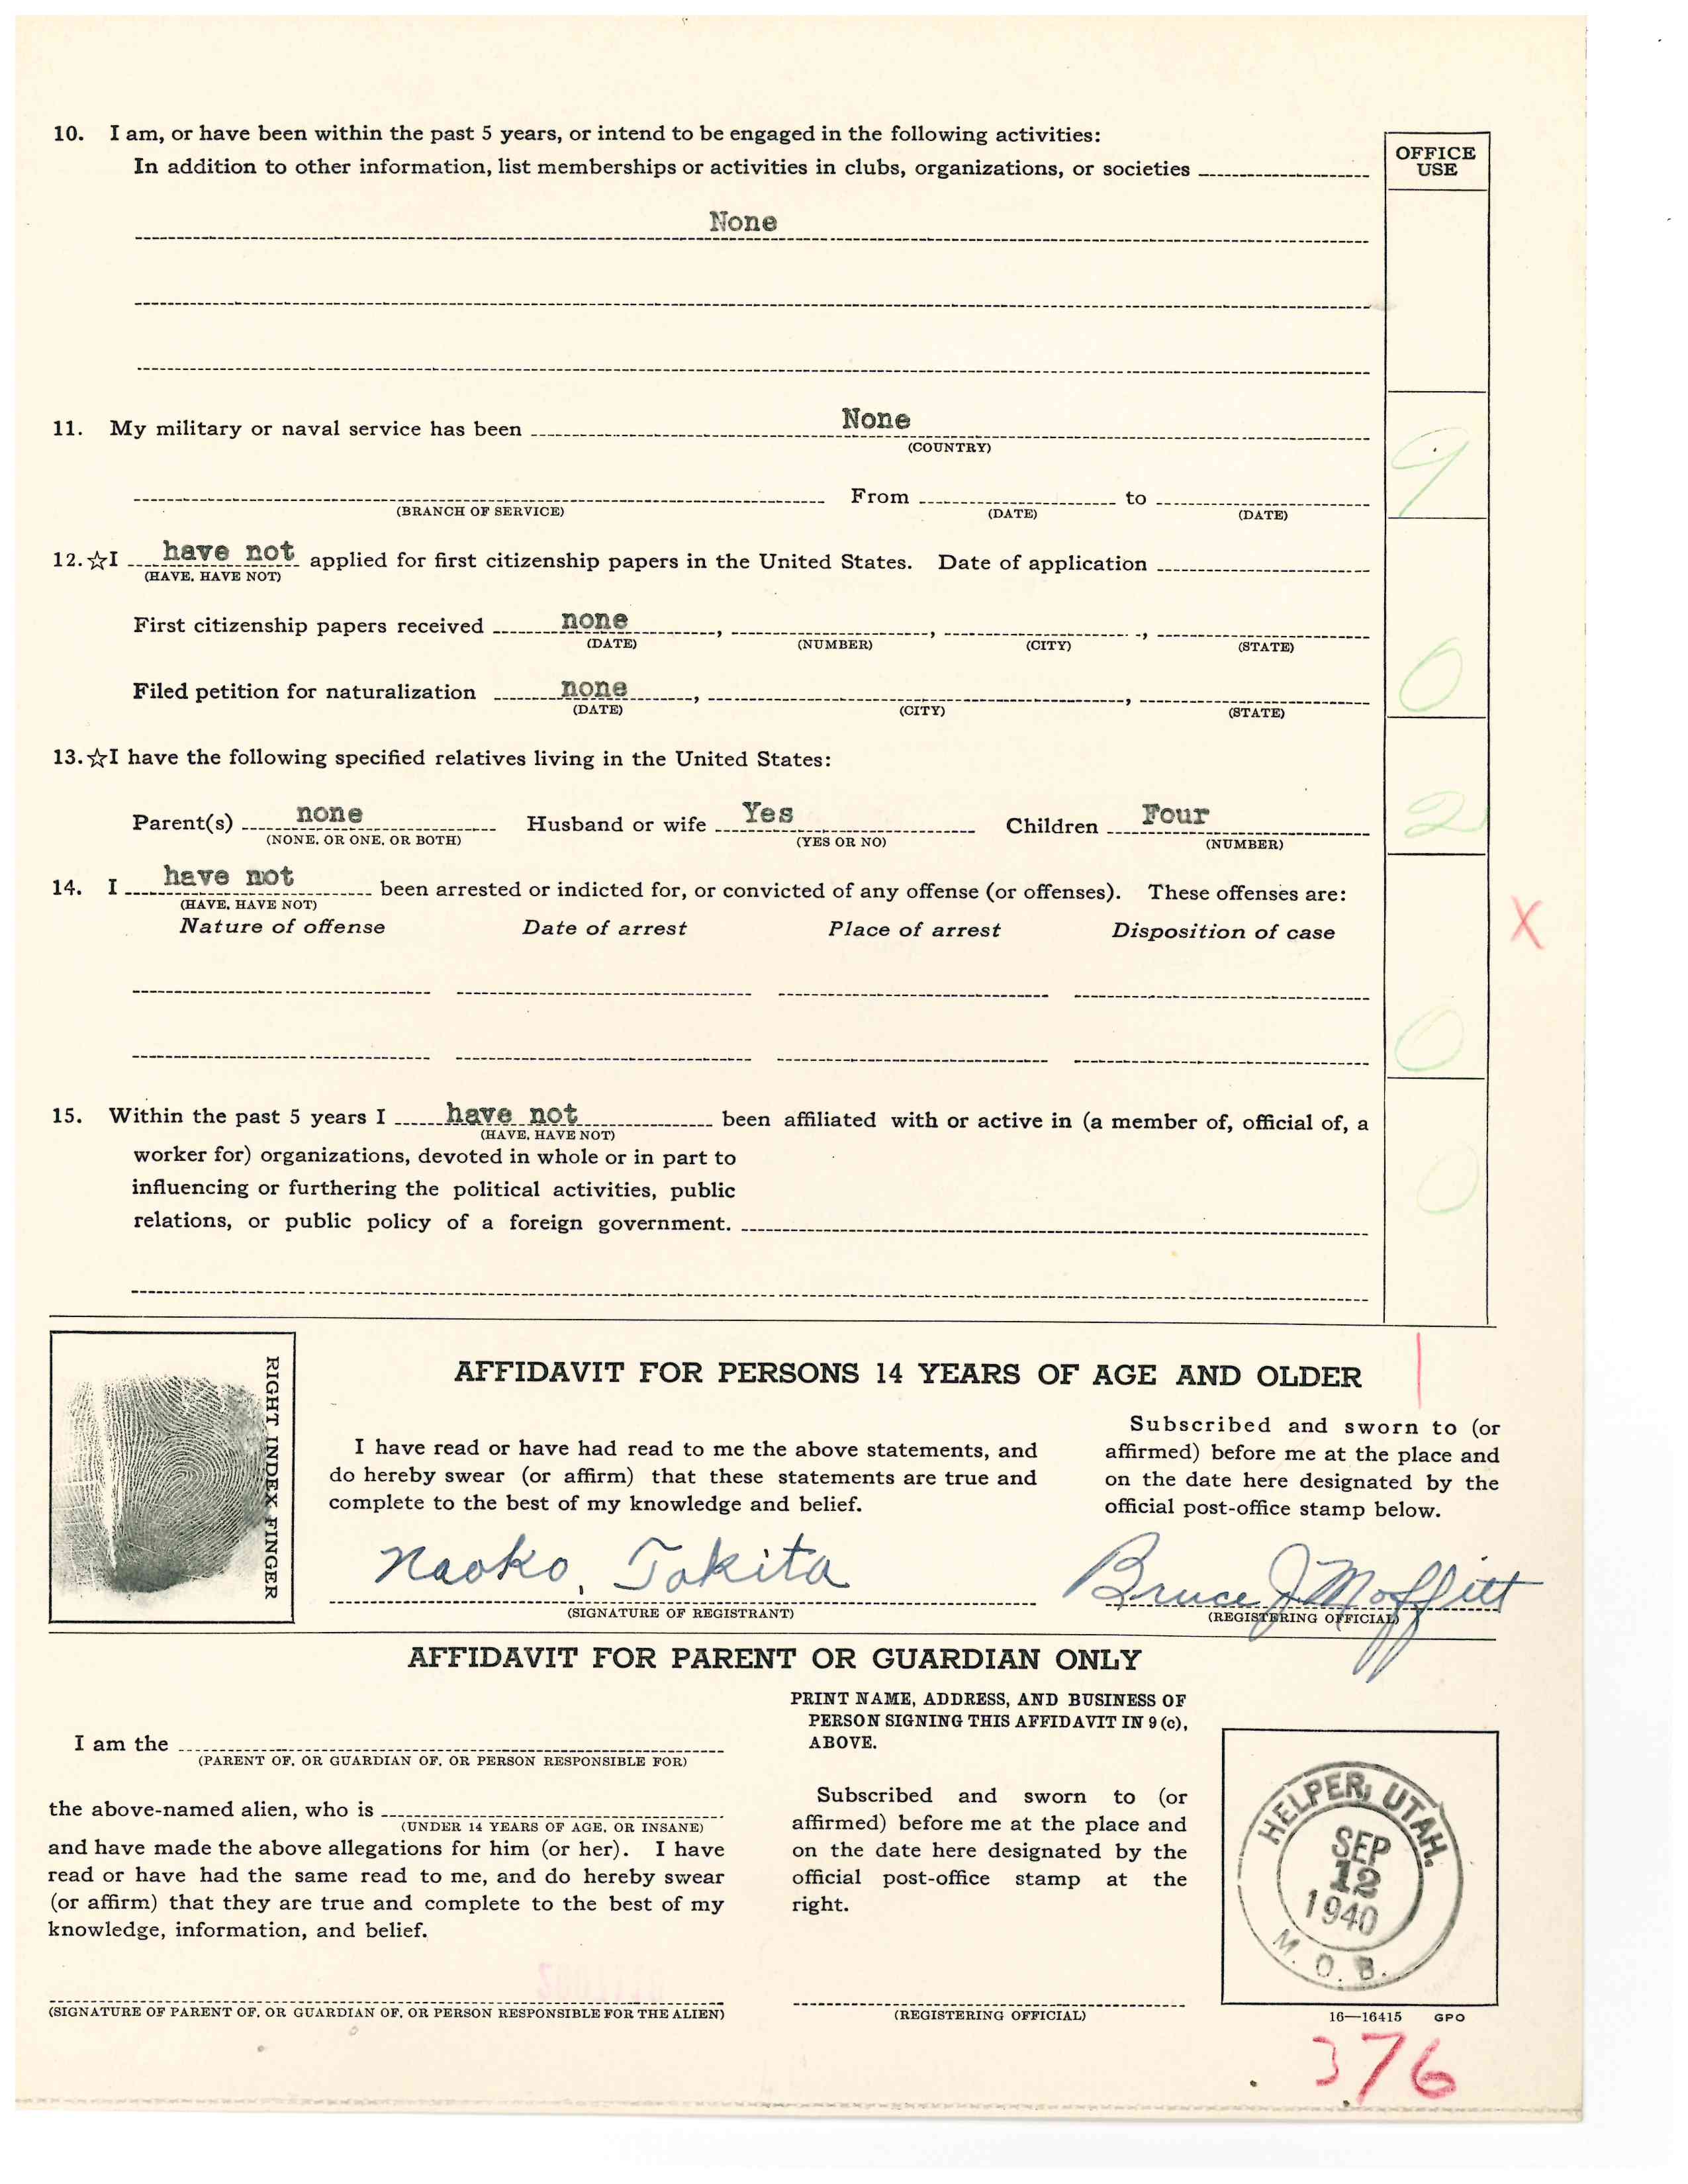 10. I am, or have been within the past 5 years, or intend to be engaged in the following activities:
In addition to other information, list memberships or activities in clubs, organizations, or societies
OFFICE
USE
None
11. My military or naval service has been None
(COUNTRY)
9
From to
(BRANCH OF SERVICE) (DATE) (DATE)
12. ☆I have not applied for first citizenship papers in the United States. Date of application
(HAVE, HAVE NOT)
First citizenship papers received none , , ,
(DATE) (NUMBER) (CITY) (STATE)
0
Filed petition for naturalization none , ,
(DATE) (CITY) (STATE)
13. ☆I have the following specified relatives living in the United States:
Parent(s) none Husband or wife Yes Children Four
(NONE, OR ONE, OR BOTH) (YES OR NO) (NUMBER)
2
14. I have not been arrested or indicted for, or convicted of any offense (or offenses). These offenses are:
(HAVE, HAVE NOT)
Nature of offense Date of arrest Place of arrest Disposition of case
X
0
15. Within the past 5 years I have not been affiliated with or active in (a member of, official of, a
(HAVE, HAVE NOT)
worker for) organizations, devoted in whole or in part to
influencing or furthering the political activities, public
relations, or public policy of a foreign government.
0
RIGHT INDEX FINGER
AFFIDAVIT FOR PERSONS 14 YEARS OF AGE AND OLDER
I have read or have had read to me the above statements, and
do hereby swear (or affirm) that these statements are true and
complete to the best of my knowledge and belief.
Subscribed and sworn to (or
affirmed) before me at the place and
on the date here designated by the
official post-office stamp below.
Naoko, Tokita
(SIGNATURE OF REGISTRANT)
Bruce J Moffitt
(REGISTERING OFFICIAL)
AFFIDAVIT FOR PARENT OR GUARDIAN ONLY
I am the
(PARENT OF, OR GUARDIAN OF, OR PERSON RESPONSIBLE FOR)
the above-named alien, who is
(UNDER 14 YEARS OF AGE, OR INSANE)
and have made the above allegations for him (or her). I have
read or have had the same read to me, and do hereby swear
(or affirm) that they are true and complete to the best of my
knowledge, information, and belief.
(SIGNATURE OF PARENT OF, OR GUARDIAN OF, OR PERSON RESPONSIBLE FOR THE ALIEN)
PRINT NAME, ADDRESS, AND BUSINESS OF
PERSON SIGNING THIS AFFIDAVIT IN 9 (c),
ABOVE.
Subscribed and sworn to (or
affirmed) before me at the place and
on the date here designated by the
official post-office stamp at the
right.
(REGISTERING OFFICIAL)
HELPER, UTAH.
SEP
12
1940
M. O. B.
16—16415 GPO
376